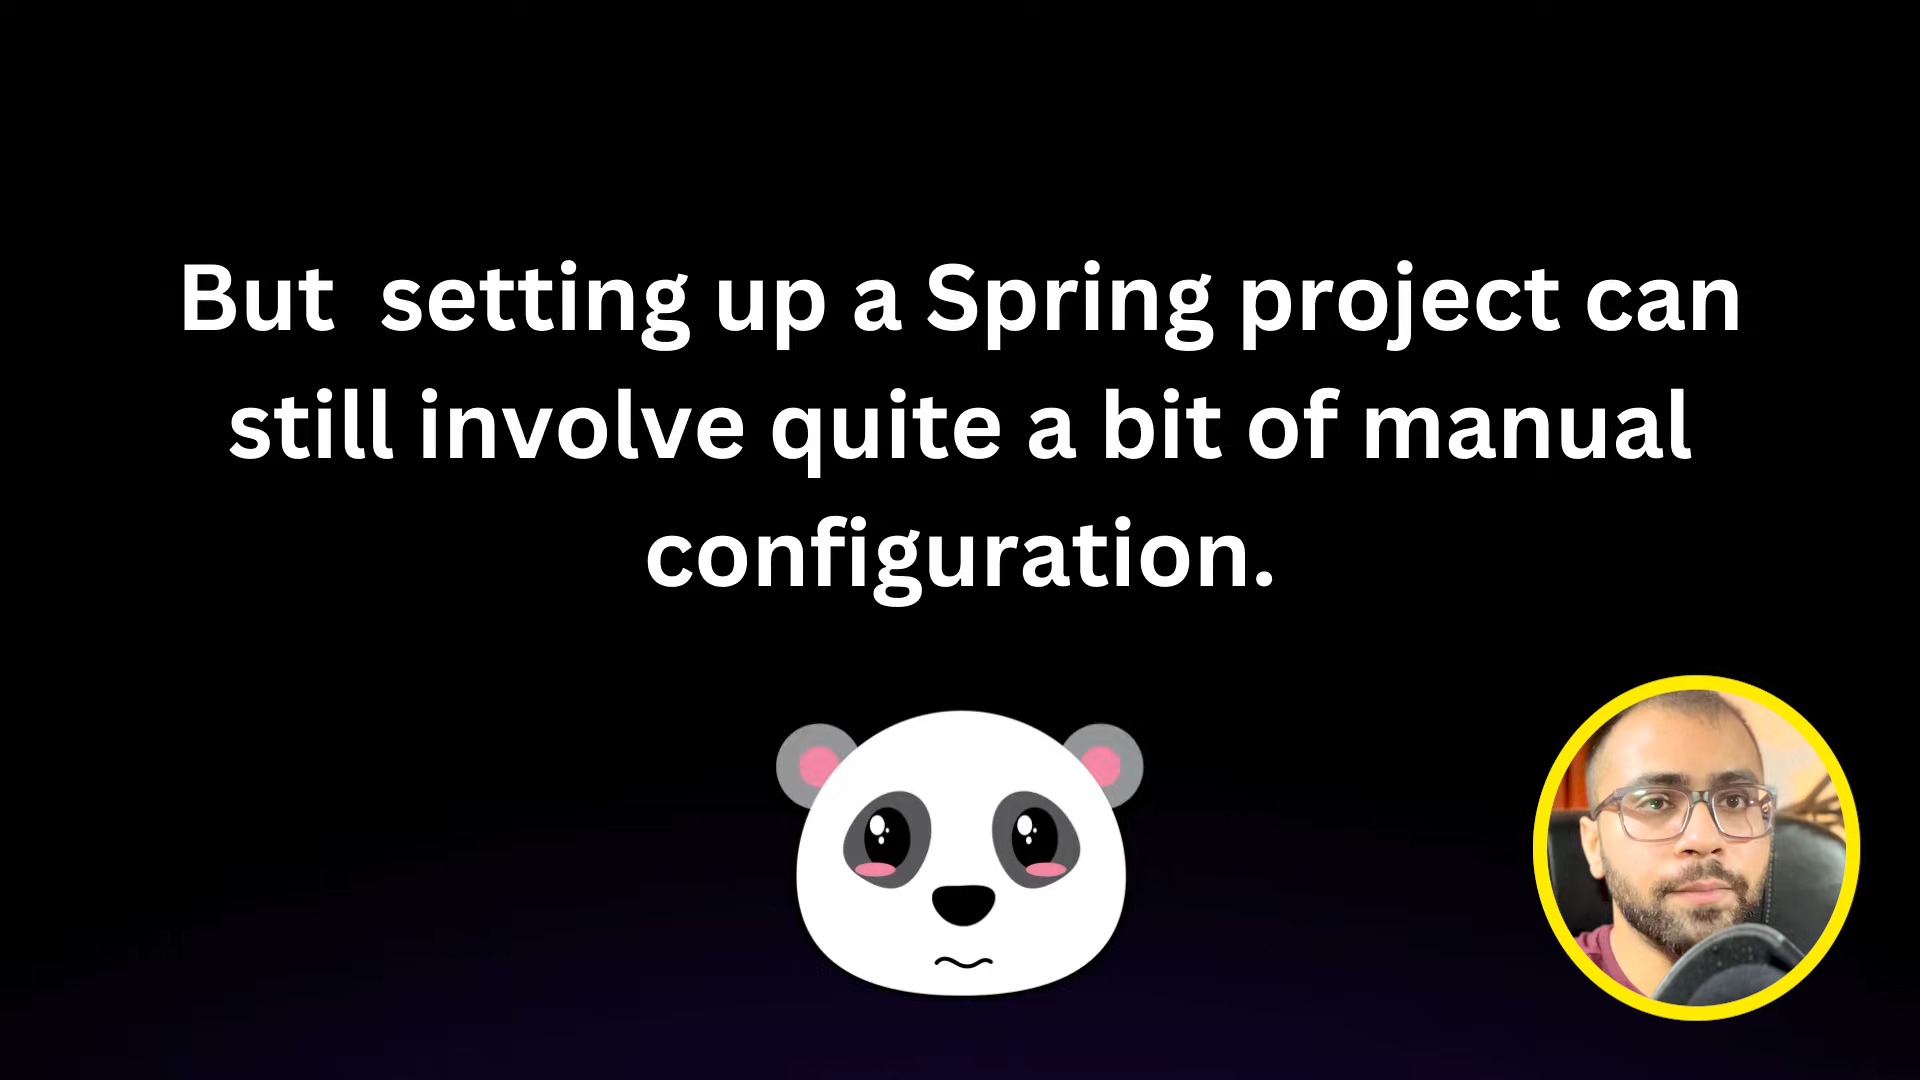 But  setting up a Spring project can
still involve quite a bit of manual
configuration.